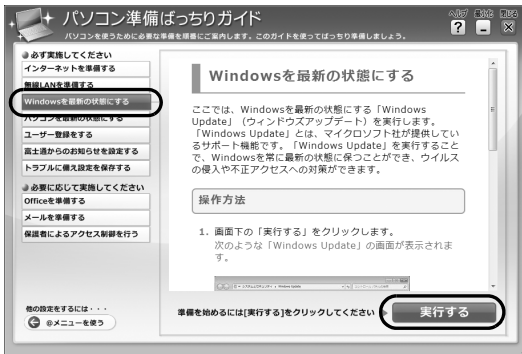 パソコン準備ばっちりガイド
パソコンを使うために必要な準備を順番にご案内します。このガイドを使ってばっちり準備しましょう。
ヘルプ 最小化 閉じる
必ず実施してください
インターネットを準備する
無線LANを準備する
Windowsを最新の状態にする
パソコンを最新の状態にする
ユーザー登録をする
富士通からのお知らせを設定する
トラブルに備え設定を保存する
必要に応じて実施してください
Officeを準備する
メールを準備する
保護者によるアクセス制御を行う
他の設定をするには・・・
@メニューを使う
Windowsを最新の状態にする
ここでは、Windowsを最新の状態にする「Windows
Update」（ウィンドウズアップデート）を実行します。
「Windows Update」とは、マイクロソフト社が提供してい
るサポート機能です。「Windows Update」を実行すること
で、Windowsを常に最新の状態に保つことができ、ウイルス
の侵入や不正アクセスへの対策ができます。
操作方法
1. 画面下の「実行する」をクリックします。
次のような「Windows Update」の画面が表示されま
す。
準備を始めるには[実行する]をクリックしてください
実行する